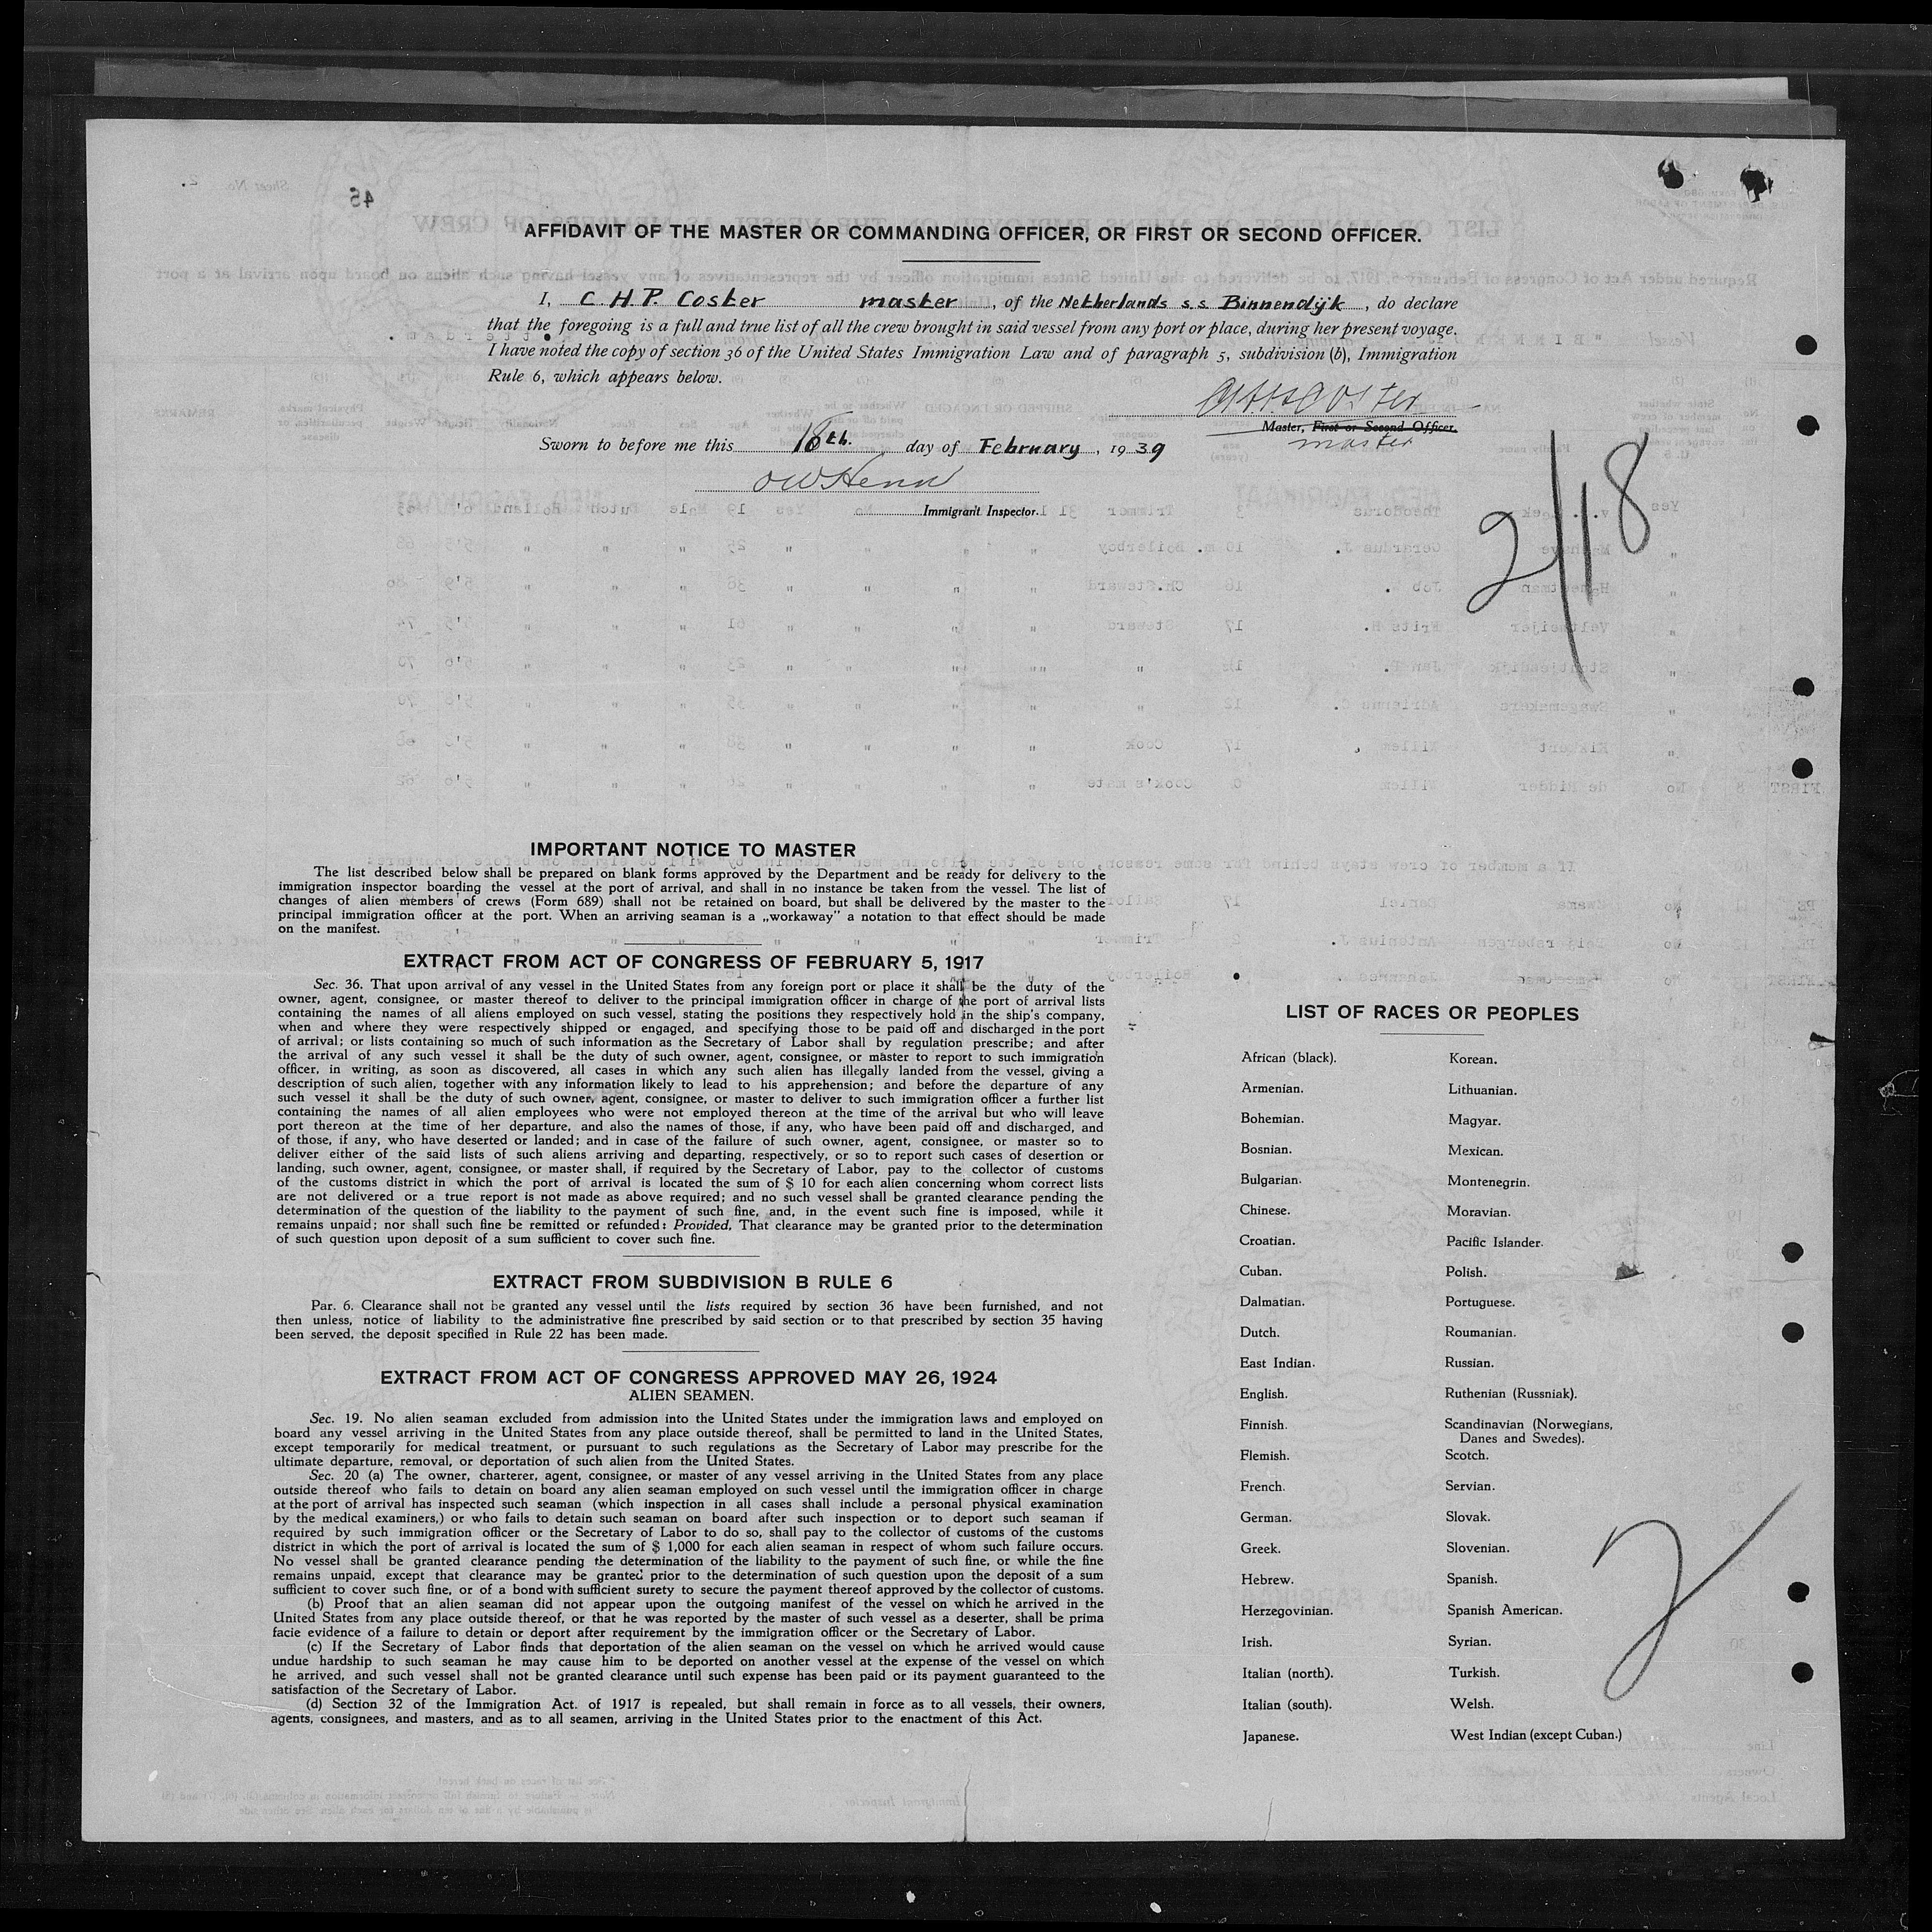 AFFIDAVIT OF THE MASTER OR COMMANDING OFFICER, OR FIRST OR SECOND OFFICER.
I, C. H. P. Coster master, of the Netherlands s.s. Binnendijk, do declare
that the foregoing is a full and true list of all the crew brought in said vessel from any port or place, during her present voyage.
I have noted the copy of section 36 of the United States Immigration Law and of paragraph 5, subdivision (b), Immigration
Rule 6, which appears below.
Master, First or Second Officer.
master
Sworn to before me this 18th. day of February, 1939
Immigrant Inspector.
2/18
IMPORTANT NOTICE TO MASTER
The list described below shall be prepared on blank forms approved by the Department and be ready for delivery to the
immigration inspector boarding the vessel at the port of arrival, and shall in no instance be taken from the vessel. The list of
changes of alien members of crews (Form 689) shall not be retained on board, but shall be delivered by the master to the
principal immigration officer at the port. When an arriving seaman is a „workaway" a notation to that effect should be made
on the manifest.
EXTRACT FROM ACT OF CONGRESS OF FEBRUARY 5, 1917
Sec. 36. That upon arrival of any vessel in the United States from any foreign port or place it shall be the duty of the
owner, agent, consignee, or master thereof to deliver to the principal immigration officer in charge of the port of arrival lists
containing the names of all aliens employed on such vessel, stating the positions they respectively hold in the ship's company,
when and where they were respectively shipped or engaged, and specifying those to be paid off and discharged in the port
of arrival; or lists containing so much of such information as the Secretary of Labor shall by regulation prescribe; and after
the arrival of any such vessel it shall be the duty of such owner, agent, consignee, or master to report to such immigration
officer, in writing, as soon as discovered, all cases in which any such alien has illegally landed from the vessel, giving a
description of such alien, together with any information likely to lead to his apprehension; and before the departure of any
such vessel it shall be the duty of such owner, agent, consignee, or master to deliver to such immigration officer a further list
containing the names of all alien employees who were not employed thereon at the time of the arrival but who will leave
port thereon at the time of her departure, and also the names of those, if any, who have been paid off and discharged, and
of those, if any, who have deserted or landed; and in case of the failure of such owner, agent, consignee, or master so to
deliver either of the said lists of such aliens arriving and departing, respectively, or so to report such cases of desertion or
landing, such owner, agent, consignee, or master shall, if required by the Secretary of Labor, pay to the collector of customs
of the customs district in which the port of arrival is located the sum of $ 10 for each alien concerning whom correct lists
are not delivered or a true report is not made as above required; and no such vessel shall be granted clearance pending the
determination of the question of the liability to the payment of such fine, and, in the event such fine is imposed, while it
remains unpaid; nor shall such fine be remitted or refunded: Provided, That clearance may be granted prior to the determination
of such question upon deposit of a sum sufficient to cover such fine.
EXTRACT FROM SUBDIVISION B RULE 6
Par. 6. Clearance shall not be granted any vessel until the lists required by section 36 have been furnished, and not
then unless, notice of liability to the administrative fine prescribed by said section or to that prescribed by section 35 having
been served, the deposit specified in Rule 22 has been made.
EXTRACT FROM ACT OF CONGRESS APPROVED MAY 26, 1924
ALIEN SEAMEN.
Sec. 19. No alien seaman excluded from admission into the United States under the immigration laws and employed on
board any vessel arriving in the United States from any place outside thereof, shall be permitted to land in the United States,
except temporarily for medical treatment, or pursuant to such regulations as the Secretary of Labor may prescribe for the
ultimate departure, removal, or deportation of such alien from the United States.
Sec. 20 (a) The owner, charterer, agent, consignee, or master of any vessel arriving in the United States from any place
outside thereof who fails to detain on board any alien seaman employed on such vessel until the immigration officer in charge
at the port of arrival has inspected such seaman (which inspection in all cases shall include a personal physical examination
by the medical examiners,) or who fails to detain such seaman on board after such inspection or to deport such seaman if
required by such immigration officer or the Secretary of Labor to do so, shall pay to the collector of customs of the customs
district in which the port of arrival is located the sum of $ 1,000 for each alien seaman in respect of whom such failure occurs.
No vessel shall be granted clearance pending the determination of the liability to the payment of such fine, or while the fine
remains unpaid, except that clearance may be granted prior to the determination of such question upon the deposit of a sum
sufficient to cover such fine, or of a bond with sufficient surety to secure the payment thereof approved by the collector of customs.
(b) Proof that an alien seaman did not appear upon the outgoing manifest of the vessel on which he arrived in the
United States from any place outside thereof, or that he was reported by the master of such vessel as a deserter, shall be prima
facie evidence of a failure to detain or deport after requirement by the immigration officer or the Secretary of Labor.
(c) If the Secretary of Labor finds that deportation of the alien seaman on the vessel on which he arrived would cause
undue hardship to such seaman he may cause him to be deported on another vessel at the expense of the vessel on which
he arrived, and such vessel shall not be granted clearance until such expense has been paid or its payment guaranteed to the
satisfaction of the Secretary of Labor.
(d) Section 32 of the Immigration Act. of 1917 is repealed, but shall remain in force as to all vessels, their owners,
agents, consignees, and masters, and as to all seamen, arriving in the United States prior to the enactment of this Act.
LIST OF RACES OR PEOPLES
African (black). Korean.
Armenian. Lithuanian.
Bohemian. Magyar.
Bosnian. Mexican.
Bulgarian. Montenegrin.
Chinese. Moravian.
Croatian. Pacific Islander.
Cuban. Polish.
Dalmatian. Portuguese.
Dutch. Roumanian.
East Indian. Russian.
English. Ruthenian (Russniak).
Finnish. Scandinavian (Norwegians,
Danes and Swedes).
Flemish. Scotch.
French. Servian.
German. Slovak.
Greek. Slovenian.
Hebrew. Spanish.
Herzegovinian. Spanish American.
Irish. Syrian.
Italian (north). Turkish.
Italian (south). Welsh.
Japanese. West Indian (except Cuban.)
2